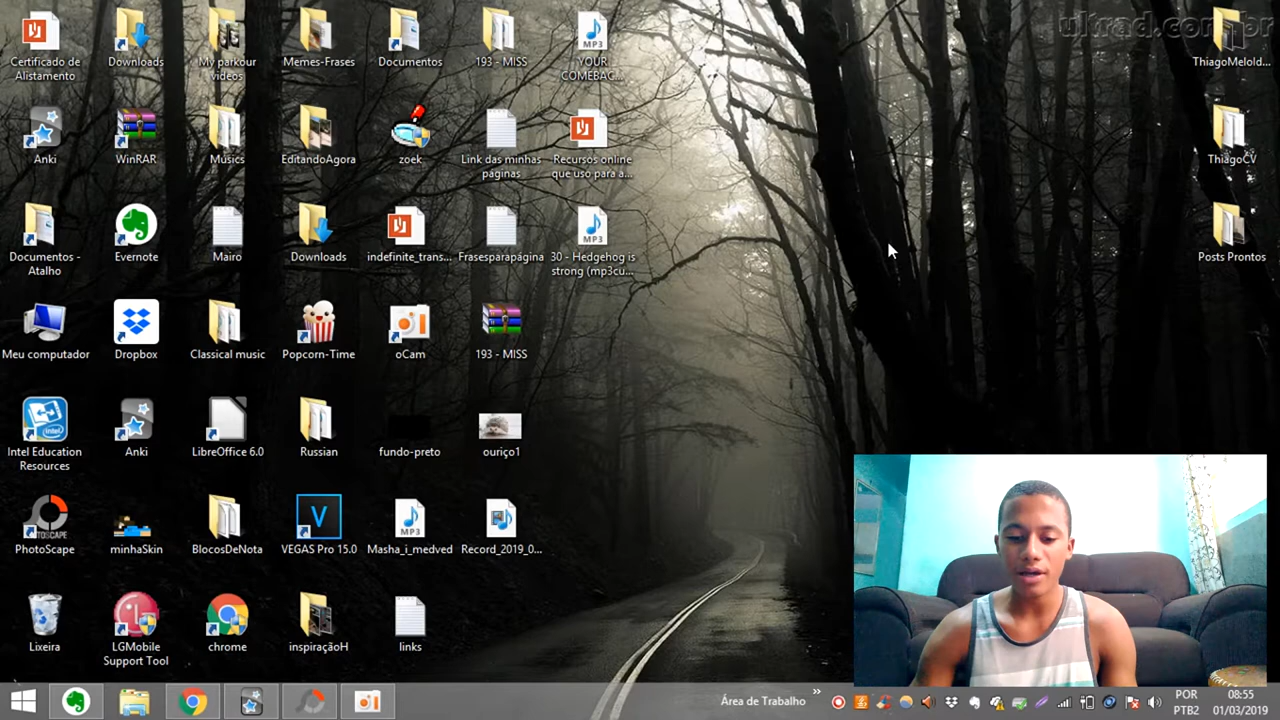 ultrad.com.br
Certificado de
Alistamento
Downloads
My parkour
videos
Memes-Frases
Documentos
193 - MISS
YOUR
COMEBAC...
ThiagoMelold...
Anki
WinRAR
Musics
EditandoAgora
zoek
Link das minhas
páginas
Recursos online
que uso para a...
ThiagoCV
Documentos -
Atalho
Evernote
Mairo
Downloads
indefinite_trans...
Frasesparapágina
30 - Hedgehog is
strong (mp3cu...
Posts Prontos
Meu computador
Dropbox
Classical music
Popcorn-Time
oCam
193 - MISS
Intel Education
Resources
Anki
LibreOffice 6.0
Russian
fundo-preto
ouriço1
PhotoScape
minhaSkin
BlocosDeNota
VEGAS Pro 15.0
Masha_i_medved
Record_2019_0...
Lixeira
LGMobile
Support Tool
chrome
inspiraçãoH
links
Área de Trabalho
POR
PTB2
08:55
01/03/2019